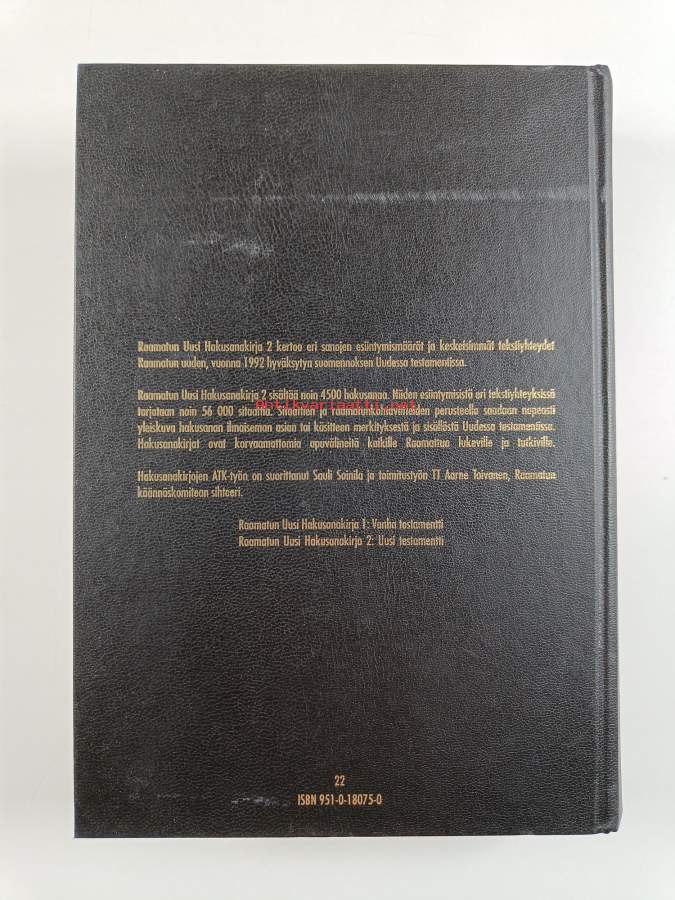 Raamatun Uusi Hakusanakirja 2 kertoo eri sanojen esiintymismäärät ja keskeisimmät tekstiyhteydet
Raamatun uuden, vuonna 1992 hyväksytyn suomennoksen Uudessa testamentissa.
Raamatun Uusi Hakusanakirja 2 sisältää noin 4500 hakusanaa. Niiden esiintymisistä eri tekstiyhteyksissä
Antikvariaatti.net
tarjotaan noin 56 000 sitaattia. Sitaattien ja raamatunkohtaviitteiden perusteella saadaan nopeasti
yleiskuva hakusanan ilmaiseman asian tai käsitteen merkityksestä ja sisällöstä Uudessa testamentissa.
Hakusanakirjat ovat korvaamattomia apuvälineitä kaikille Raamattua lukeville ja tutkiville.
Hakusanakirjojen ATK-työn on suorittanut Sauli Sainila ja toimitustyön TT Aarne Toivanen, Raamatun
käännöskomitean sihteeri.
Raamatun Uusi Hakusanakirja 1: Vanha testamentti
Raamatun Uusi Hakusanakirja 2: Uusi testamentti
22
ISBN 951-0-18075-0